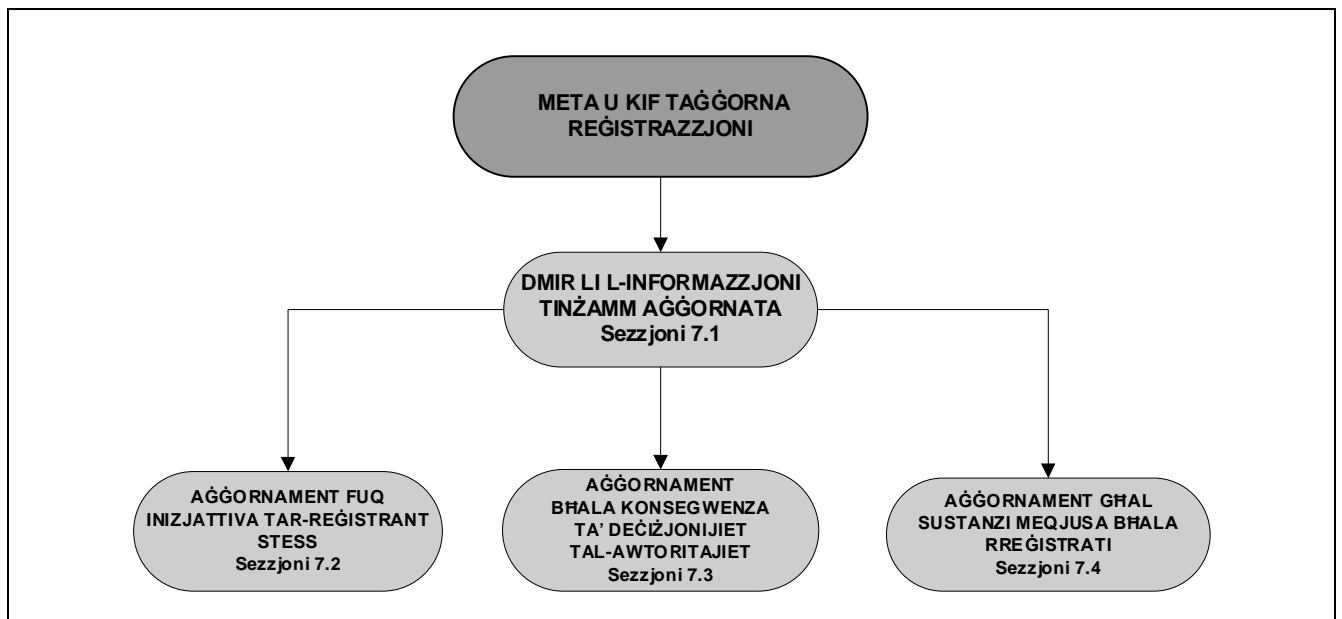 META U KIF TAĠĠORNA
REĠISTRAZZJONI
DMIR LI L-INFORMAZZJONI
TINŻAMM AĠĠORNATA
Sezzjoni 7.1
AĠĠORNAMENT FUQ
INIZJATTIVA TAR-REĠISTRANT
STESS
Sezzjoni 7.2
AĠĠORNAMENT
BĦALA KONSEGWENZA
TA’ DEĊIŻJONIJIET
TAL-AWTORITAJIET
Sezzjoni 7.3
AĠĠORNAMENT GĦAL
SUSTANZI MEQJUSA BĦALA
RREĠISTRATI
Sezzjoni 7.4